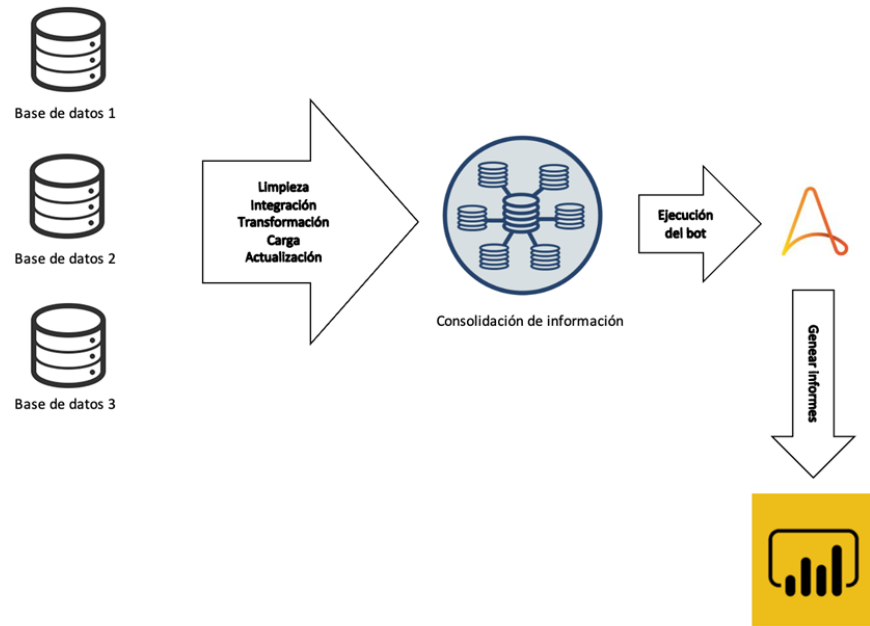 Base de datos 1
Base de datos 2
Base de datos 3
Limpieza
Integración
Transformación
Carga
Actualización
Consolidación de información
Ejecución
del bot
Genear informes